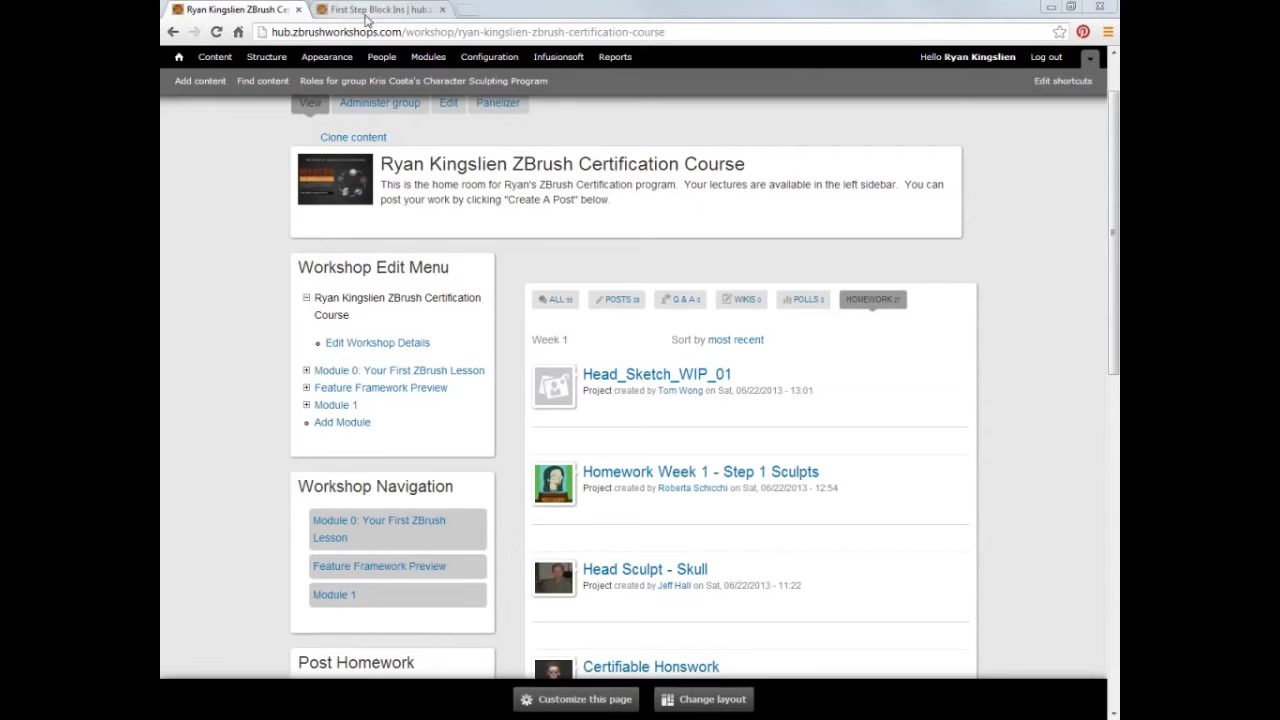 Ryan Kingslien ZBrush Ce
First Step Block Ins | hub.z
hub.zbrushworkshops.com/workshop/ryan-kingslien-zbrush-certification-course
Content Structure Appearance People Modules Configuration Infusionsoft Reports Hello Ryan Kingslien Log out
Add content Find content Roles for group Kris Costa's Character Sculpting Program Edit shortcuts
View Administer group Edit Panelizer
Clone content
Ryan Kingslien ZBrush Certification Course
This is the home room for Ryan's ZBrush Certification program. Your lectures are available in the left sidebar. You can
post your work by clicking "Create A Post" below.
Workshop Edit Menu
Ryan Kingslien ZBrush Certification
Course
Edit Workshop Details
Module 0: Your First ZBrush Lesson
Feature Framework Preview
Module 1
Add Module
Workshop Navigation
Module 0: Your First ZBrush
Lesson
Feature Framework Preview
Module 1
Post Homework
ALL POSTS Q & A 0 WIKIS 0 POLLS 0 HOMEWORK
Week 1 Sort by most recent
Head_Sketch_WIP_01
Project created by Tom Wong on Sat, 06/22/2013 - 13:01
Homework Week 1 - Step 1 Sculpts
Project created by Roberta Schicchi on Sat, 06/22/2013 - 12:54
Head Sculpt - Skull
Project created by Jeff Hall on Sat, 06/22/2013 - 11:22
Certifiable Honswork
Customize this page Change layout